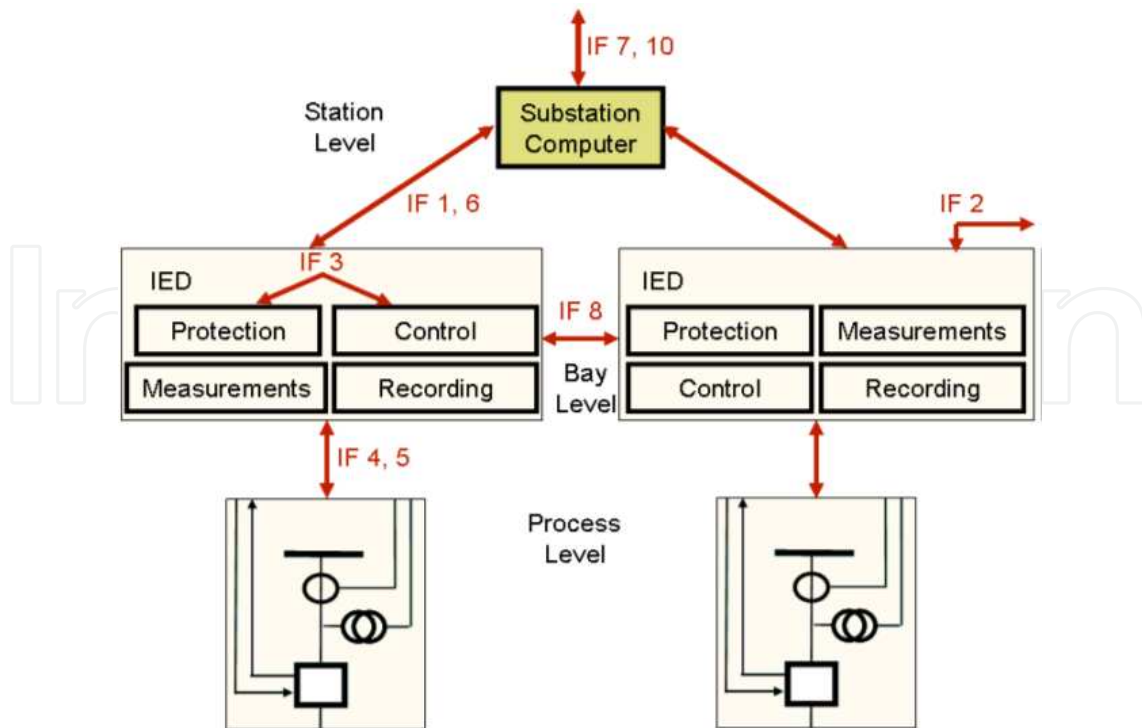 IF 7, 10
Station
Level
Substation
Computer
IF 1, 6
IF 2
IED
IF 3
Protection
Control
Measurements
Recording
IF 8
Bay
Level
IED
Protection
Measurements
Control
Recording
IF 4, 5
Process
Level